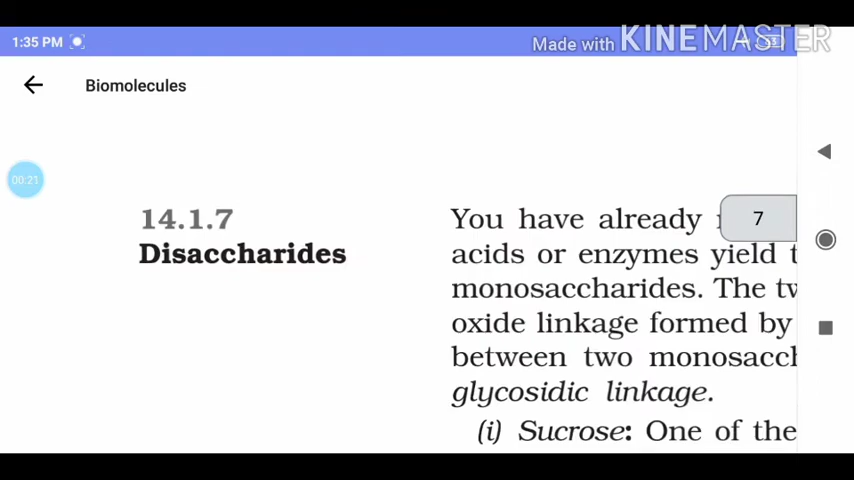 1:35 PM
Made with KINEMASTER
Biomolecules
00:21
14.1.7
Disaccharides
You have already
7
acids or enzymes yield
monosaccharides. The
oxide linkage formed by
between two
glycosidic linkage.
(i) Sucrose: One of the